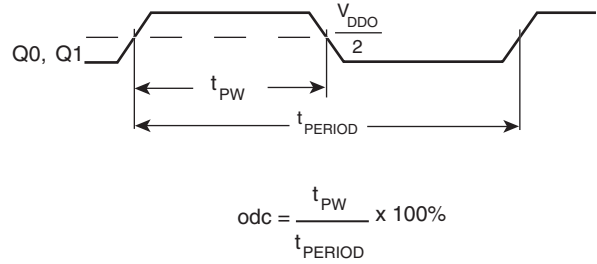 V_DDO
2
Q0, Q1
t_PW
t_PERIOD
odc = t_PW / t_PERIOD x 100%